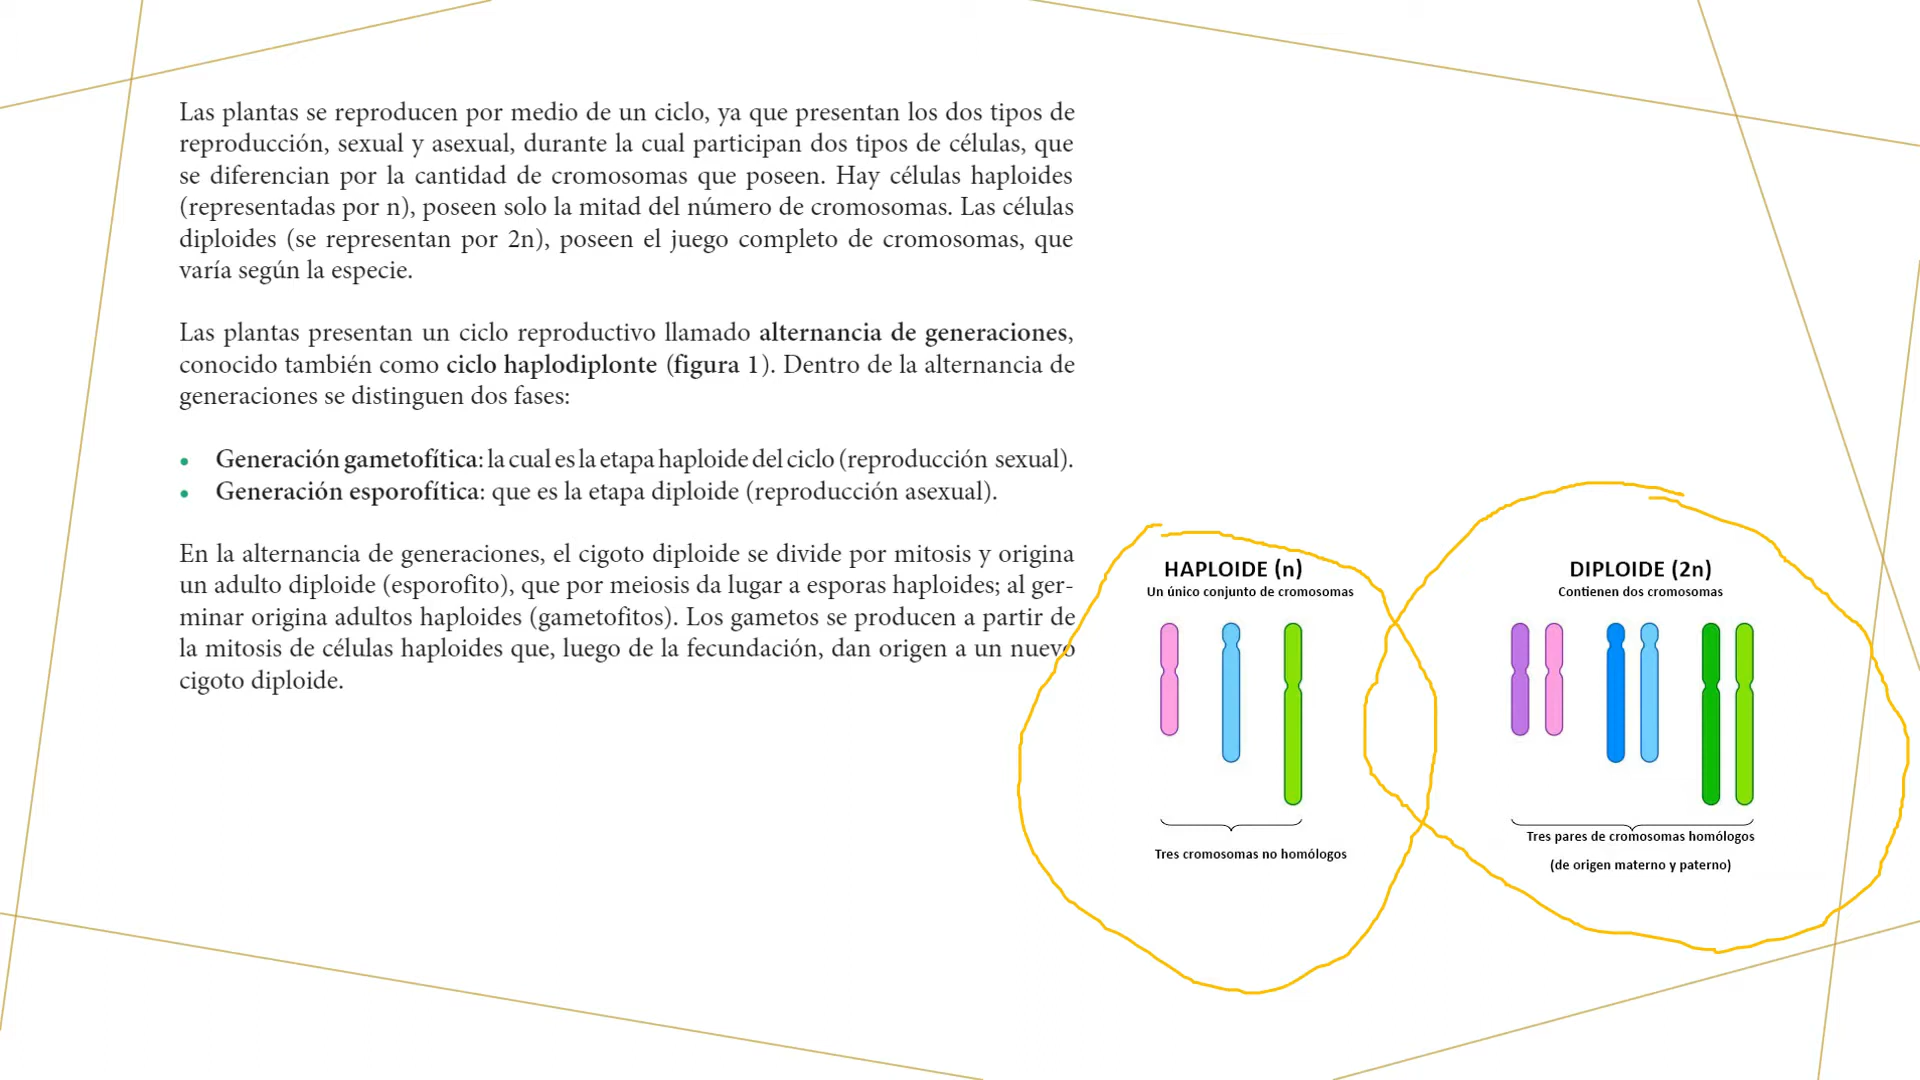 Las plantas se reproducen por medio de un ciclo, ya que presentan los dos tipos de
reproducción, sexual y asexual, durante la cual participan dos tipos de células, que
se diferencian por la cantidad de cromosomas que poseen. Hay células haploides
(representadas por n), poseen solo la mitad del número de cromosomas. Las células
diploides (se representan por 2n), poseen el juego completo de cromosomas, que
varía según la especie.
Las plantas presentan un ciclo reproductivo llamado alternancia de generaciones,
conocido también como ciclo haplodiplonte (figura 1). Dentro de la alternancia de
generaciones se distinguen dos fases:
• Generación gametofítica: la cual es la etapa haploide del ciclo (reproducción sexual).
• Generación esporofítica: que es la etapa diploide (reproducción asexual).
En la alternancia de generaciones, el cigoto diploide se divide por mitosis y origina
un adulto diploide (esporofito), que por meiosis da lugar a esporas haploides; al ger-
minar origina adultos haploides (gametofitos). Los gametos se producen a partir de
la mitosis de células haploides que, luego de la fecundación, dan origen a un nuevo
cigoto diploide.
HAPLOIDE (n)
Un único conjunto de cromosomas
Tres cromosomas no homólogos
DIPLOIDE (2n)
Contienen dos cromosomas
Tres pares de cromosomas homólogos
(de origen materno y paterno)